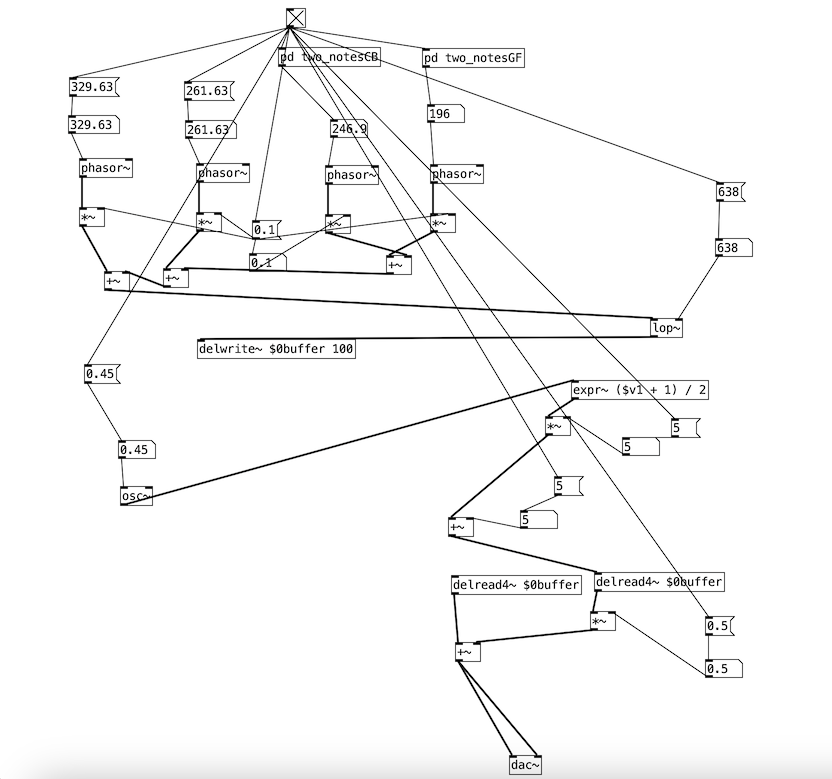 pd two_notesCB
pd two_notesGF
329.63
261.63
196
329.63
261.63
246.9
phasor~
phasor~
phasor~
phasor~
638
*~
*~
0.1
*~
*~
638
0.1
+~
+~
+~
lop~
delwrite~ $0buffer 100
0.45
expr~ ($v1 + 1) / 2
*~
5
5
0.45
5
osc~
5
+~
delread4~ $0buffer
delread4~ $0buffer
*~
0.5
+~
0.5
dac~